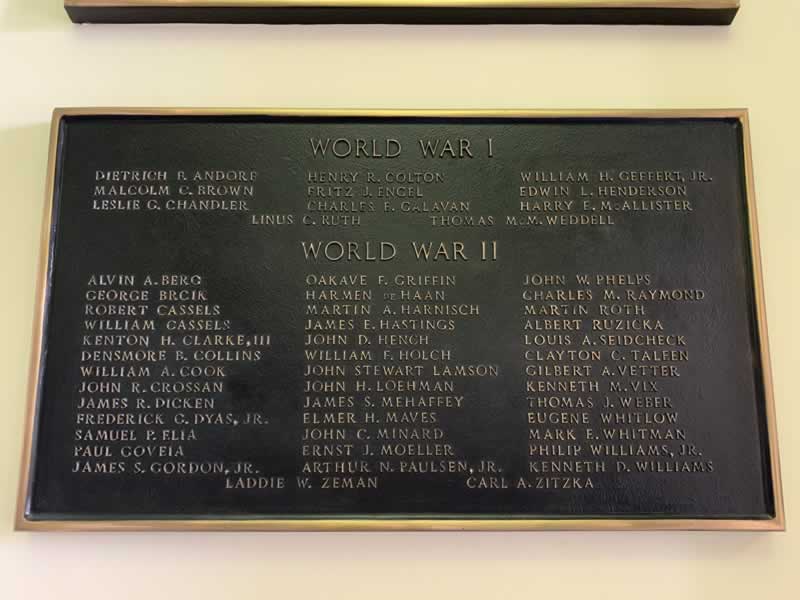 WORLD WAR I
DIETRICH F. ANDORF HENRY R. COLTON WILLIAM H. GEFFERT, JR.
MALCOLM C. BROWN FRITZ J. ENGEL EDWIN L. HENDERSON
LESLIE G. CHANDLER CHARLES F. GALAVAN HARRY E. McALLISTER
LINUS C. RUTH THOMAS M. M. WEDDELL
WORLD WAR II
ALVIN A. BERG OAKAVE F. GRIFFIN JOHN W. PHELPS
GEORGE BRCIK HARMEN DE HAAN CHARLES M. RAYMOND
ROBERT CASSELS MARTIN A. HARNISCH MARTIN ROTH
WILLIAM CASSELS JAMES E. HASTINGS ALBERT RUZICKA
KENTON H. CLARKE, III JOHN D. HENCH LOUIS A. SEIDCHECK
DENSMORE B. COLLINS WILLIAM F. HOLCH CLAYTON C. TALFEN
WILLIAM A. COOK JOHN STEWART LAMSON GILBERT A. VETTER
JOHN R. CROSSAN JOHN H. LOEHMAN KENNETH M. VIX
JAMES R. DICKEN JAMES S. MEHAFFEY THOMAS J. WEBER
FREDERICK G. DYAS, JR. ELMER H. MAVES EUGENE WHITLOW
SAMUEL P. ELIA JOHN C. MINARD MARK E. WHITMAN
PAUL GOVEIA ERNST J. MOELLER PHILIP WILLIAMS, JR.
JAMES S. GORDON, JR. ARTHUR N. PAULSEN, JR. KENNETH D. WILLIAMS
LADDIE W. ZEMAN CARL A. ZITZKA